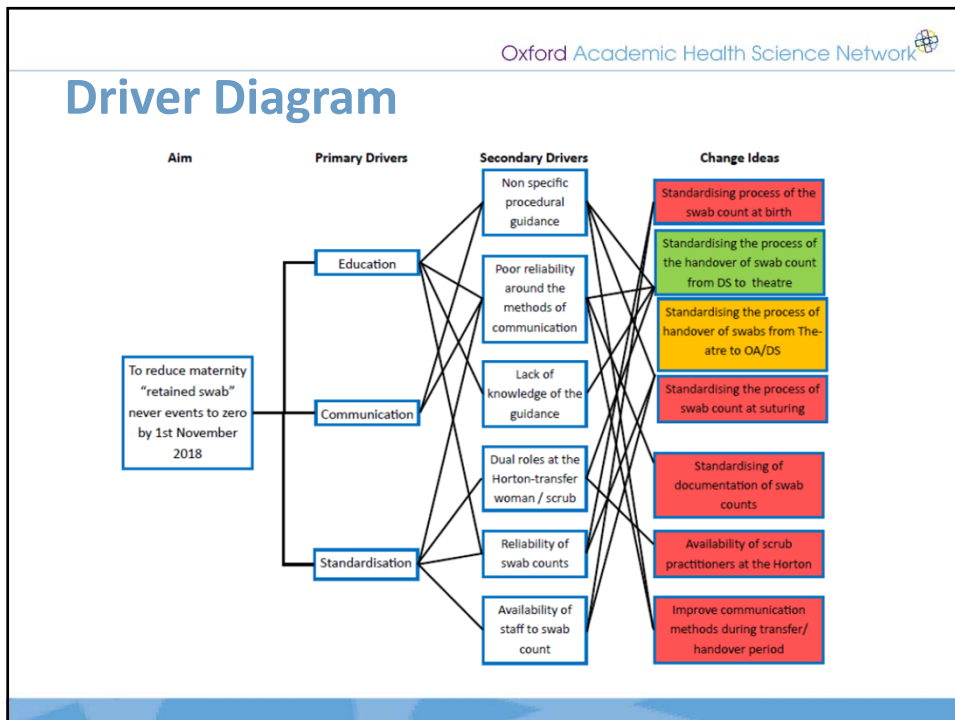 Oxford Academic Health Science Network
Driver Diagram
Aim
Primary Drivers
Secondary Drivers
Change Ideas
To reduce maternity
"retained swab"
never events to zero
by 1st November
2018
Education
Communication
Standardisation
Non specific
procedural
guidance
Poor reliability
around the
methods of
communication
Lack of
knowledge of the
guidance
Dual roles at the
Horton-transfer
woman / scrub
Reliability of
swab counts
Availability of
staff to swab
count
Standardising process of the
swab count at birth
Standardising the process of
the handover of swab count
from DS to theatre
Standardising the process of
handover of swabs from The-
atre to OA/DS
Standardising the process of
swab count at suturing
Standardising of
documentation of swab
counts
Availability of scrub
practitioners at the Horton
Improve communication
methods during transfer/
handover period